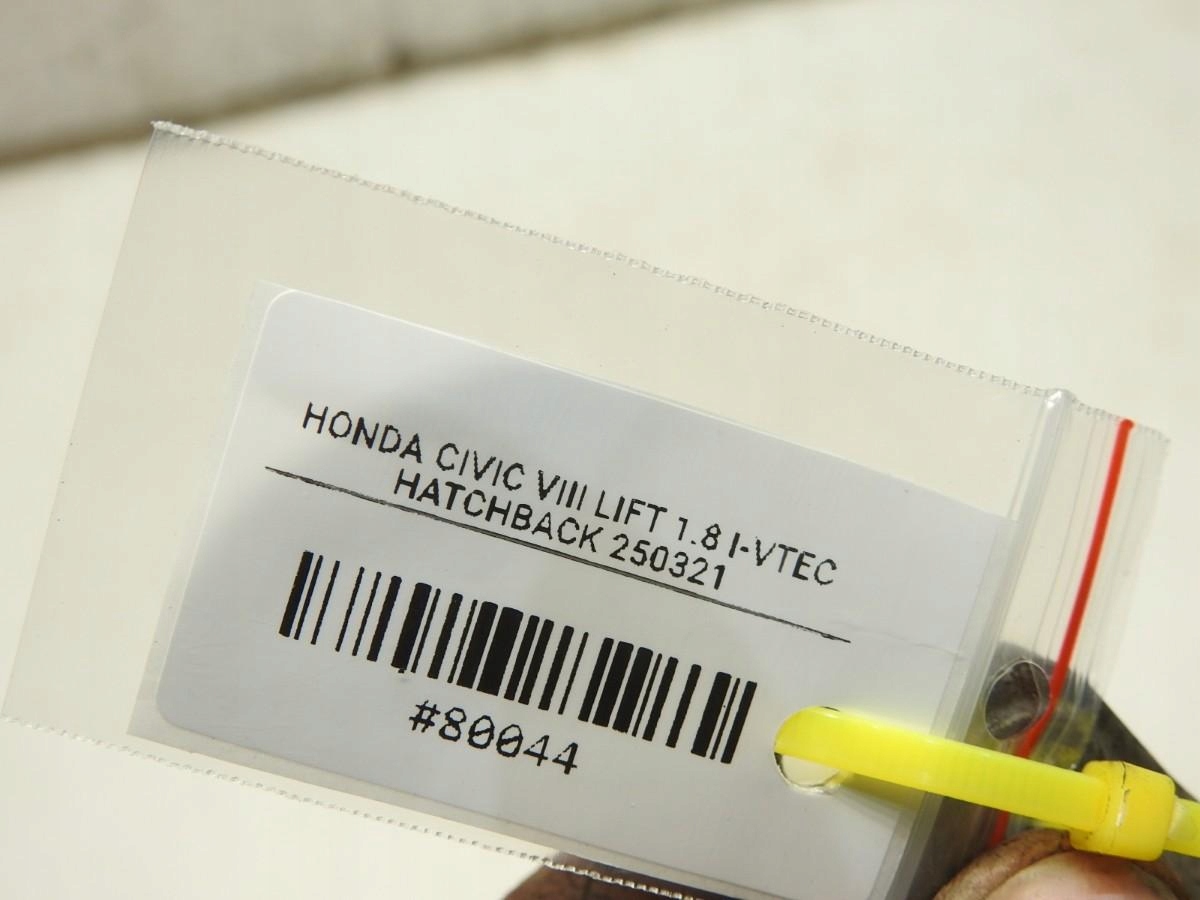 HONDA CIVIC VIII LIFT 1.8 I-VTEC
HATCHBACK 250321
#80044